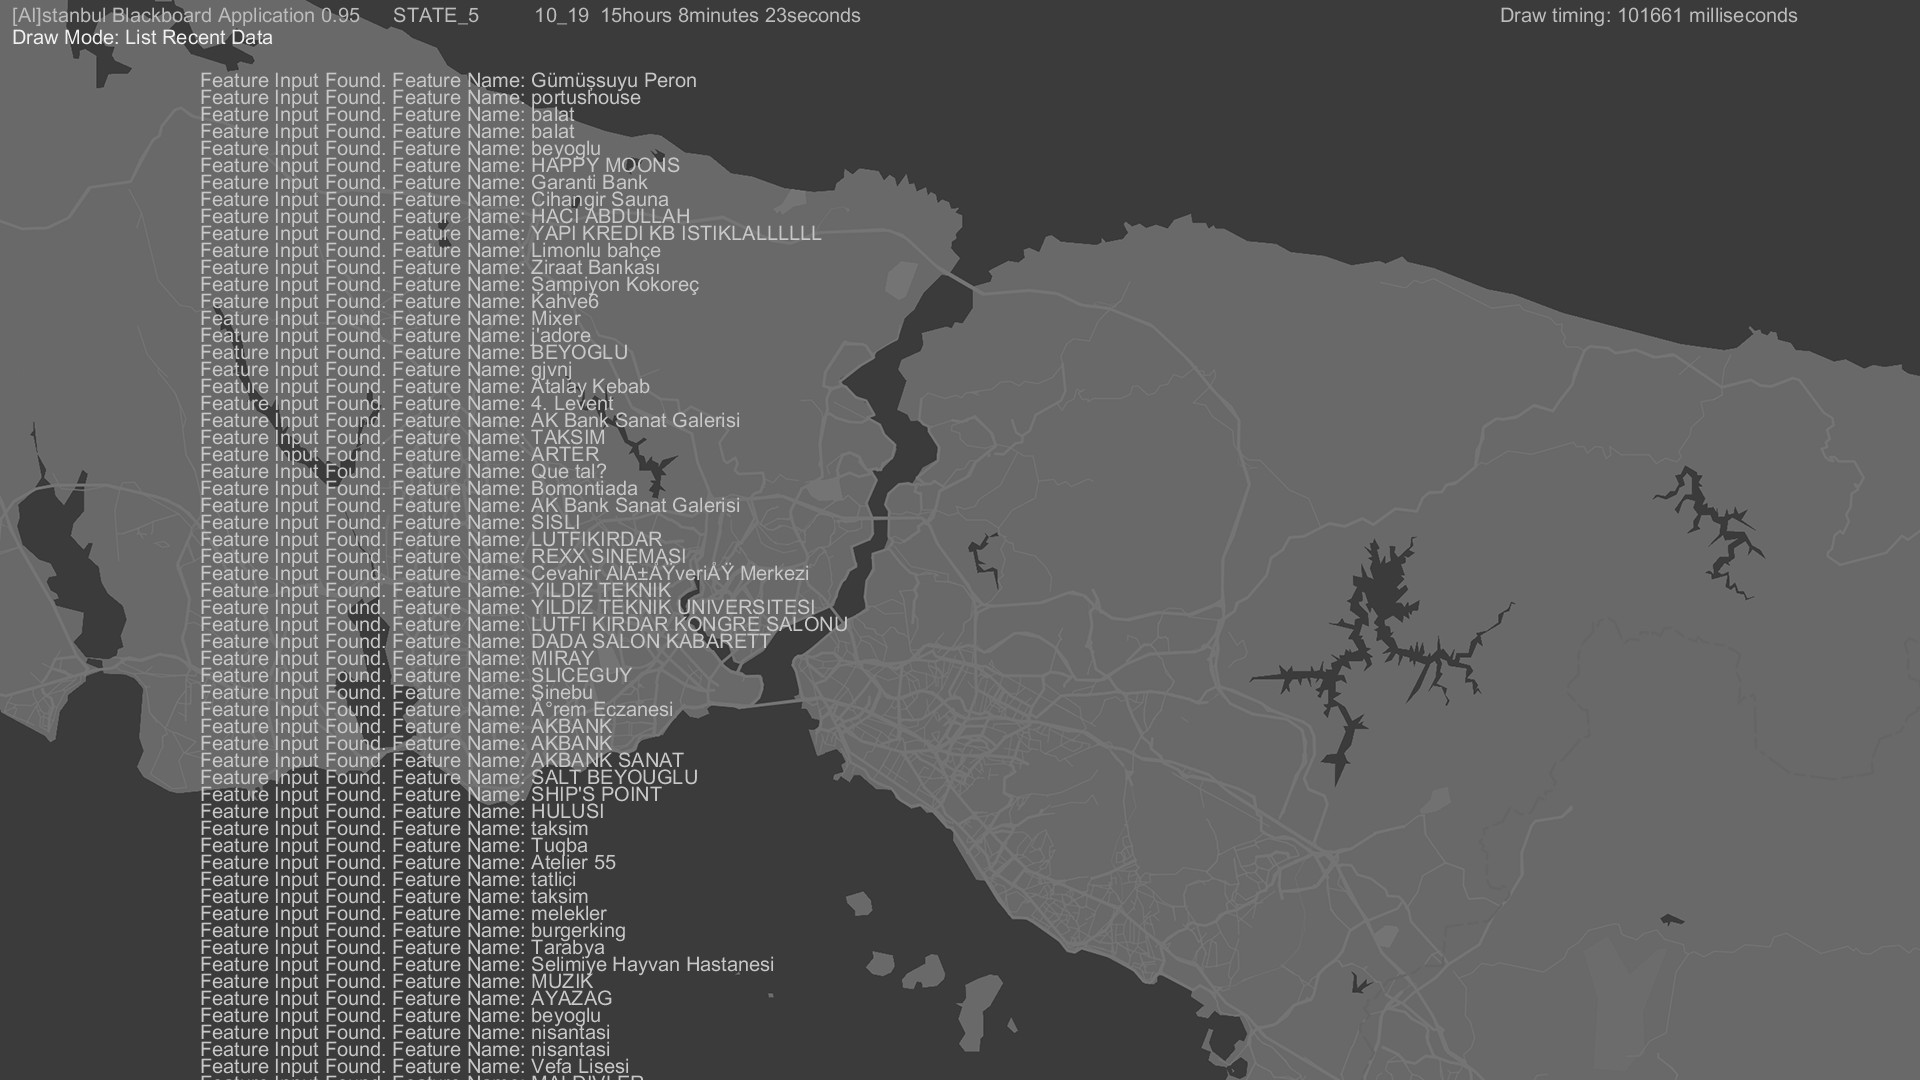 [AI]stanbul Blackboard Application 0.95 STATE_5 10_19 15hours 8minutes 23seconds Draw timing: 101661 milliseconds
Draw Mode: List Recent Data
Feature Input Found. Feature Name: Gümüşsuyu Peron
Feature Input Found. Feature Name: portushouse
Feature Input Found. Feature Name: balat
Feature Input Found. Feature Name: balat
Feature Input Found. Feature Name: beyoglu
Feature Input Found. Feature Name: HAPPY MOONS
Feature Input Found. Feature Name: Garanti Bank
Feature Input Found. Feature Name: Cihangir Sauna
Feature Input Found. Feature Name: HACI ABDULLAH
Feature Input Found. Feature Name: YAPI KREDI KB ISTIKLALLLLLL
Feature Input Found. Feature Name: Limonlu bahçe
Feature Input Found. Feature Name: Ziraat Bankası
Feature Input Found. Feature Name: Şampiyon Kokoreç
Feature Input Found. Feature Name: Kahve6
Feature Input Found. Feature Name: Mixer
Feature Input Found. Feature Name: j'adore
Feature Input Found. Feature Name: BEYOGLU
Feature Input Found. Feature Name: gjvnj
Feature Input Found. Feature Name: Atalay Kebab
Feature Input Found. Feature Name: 4. Levent
Feature Input Found. Feature Name: AK Bank Sanat Galerisi
Feature Input Found. Feature Name: TAKSIM
Feature Input Found. Feature Name: ARTER
Feature Input Found. Feature Name: Que tal?
Feature Input Found. Feature Name: Bomontiada
Feature Input Found. Feature Name: AK Bank Sanat Galerisi
Feature Input Found. Feature Name: SISLI
Feature Input Found. Feature Name: LUTFIKIRDAR
Feature Input Found. Feature Name: REXX SINEMASI
Feature Input Found. Feature Name: Cevahir AlÄ±ÅŸveriÅŸ Merkezi
Feature Input Found. Feature Name: YILDIZ TEKNIK
Feature Input Found. Feature Name: YILDIZ TEKNIK UNIVERSITESI
Feature Input Found. Feature Name: LUTFI KIRDAR KONGRE SALONU
Feature Input Found. Feature Name: DADA SALON KABARETT
Feature Input Found. Feature Name: MIRAY
Feature Input Found. Feature Name: SLICEGUY
Feature Input Found. Feature Name: Sinebu
Feature Input Found. Feature Name: Ä°rem Eczanesi
Feature Input Found. Feature Name: AKBANK
Feature Input Found. Feature Name: AKBANK
Feature Input Found. Feature Name: AKBANK SANAT
Feature Input Found. Feature Name: SALT BEYOUGLU
Feature Input Found. Feature Name: SHIP'S POINT
Feature Input Found. Feature Name: HULUSI
Feature Input Found. Feature Name: taksim
Feature Input Found. Feature Name: Tuqba
Feature Input Found. Feature Name: Atelier 55
Feature Input Found. Feature Name: tatlici
Feature Input Found. Feature Name: taksim
Feature Input Found. Feature Name: melekler
Feature Input Found. Feature Name: burgerking
Feature Input Found. Feature Name: Tarabya
Feature Input Found. Feature Name: Selimiye Hayvan Hastanesi
Feature Input Found. Feature Name: MUZIK
Feature Input Found. Feature Name: AYAZAG
Feature Input Found. Feature Name: beyoglu
Feature Input Found. Feature Name: nisantasi
Feature Input Found. Feature Name: nisantasi
Feature Input Found. Feature Name: Vefa Lisesi
Feature Input Found. Feature Name: MALDIVLER